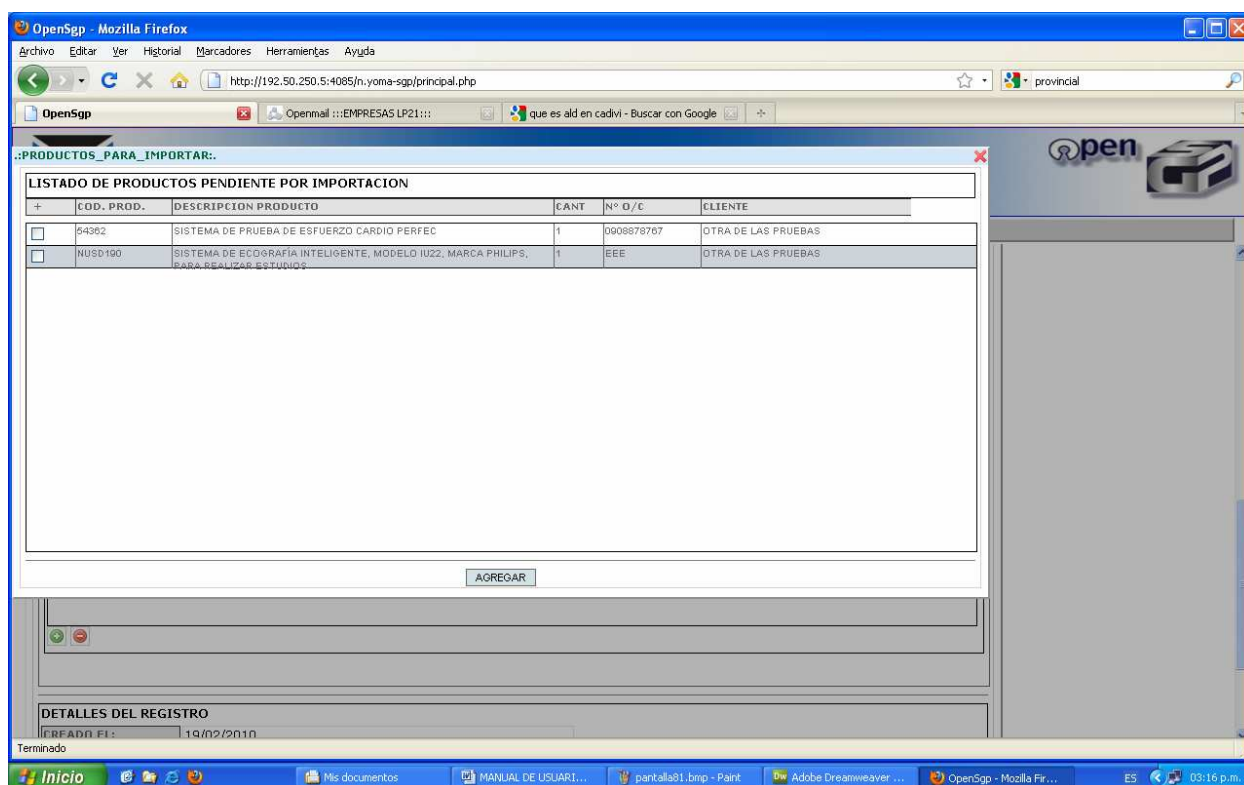 OpenSgp - Mozilla Firefox
Archivo Editar Ver Historial Marcadores Herramientas Ayuda
http://192.50.250.5:4085/n.yoma-sgp/principal.php
provincial
OpenSgp
Openmail :::EMPRESAS LP21:::
que es ald en cadivi - Buscar con Google
open
.:PRODUCTOS_PARA_IMPORTAR:.
LISTADO DE PRODUCTOS PENDIENTE POR IMPORTACION
+ COD. PROD. DESCRIPCION PRODUCTO CANT N° O/C CLIENTE
54362 SISTEMA DE PRUEBA DE ESFUERZO CARDIO PERFEC 1 0908878767 OTRA DE LAS PRUEBAS
NUSD190 SISTEMA DE ECOGRAFÍA INTELIGENTE, MODELO IU22, MARCA PHILIPS, 1 EEE OTRA DE LAS PRUEBAS
PARA REALIZAR ESTUDIOS
AGREGAR
DETALLES DEL REGISTRO
CREADO EL: 19/02/2010
Terminado
Inicio Mis documentos MANUAL DE USUARI... pantalla81.bmp - Paint Adobe Dreamweaver ... OpenSgp - Mozilla Fir... ES 03:16 p.m.